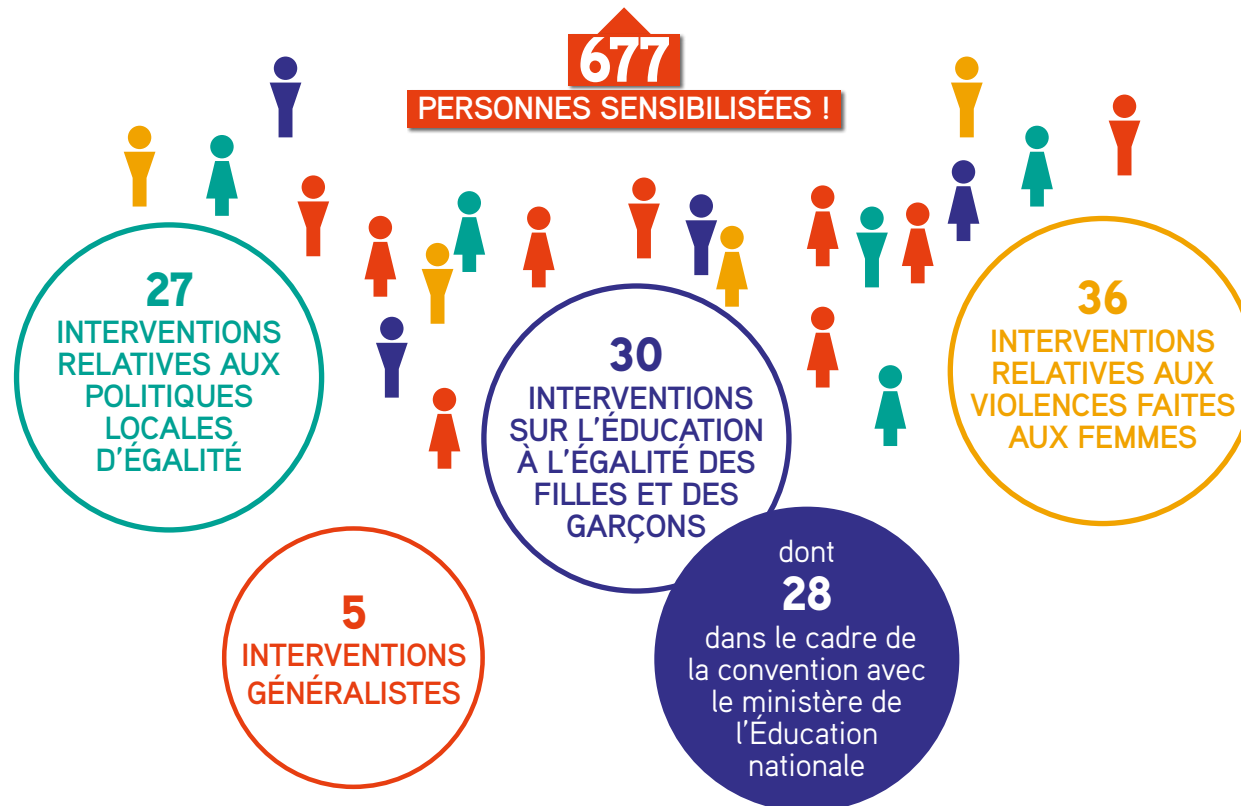 677
PERSONNES SENSIBILISÉES !
27
INTERVENTIONS
RELATIVES AUX
POLITIQUES
LOCALES
D'ÉGALITÉ
30
INTERVENTIONS
SUR L'ÉDUCATION
À L'ÉGALITÉ DES
FILLES ET DES
GARÇONS
36
INTERVENTIONS
RELATIVES AUX
VIOLENCES FAITES
AUX FEMMES
5
INTERVENTIONS
GÉNÉRALISTES
dont
28
dans le cadre de
la convention avec
le ministère de
l'Éducation
nationale